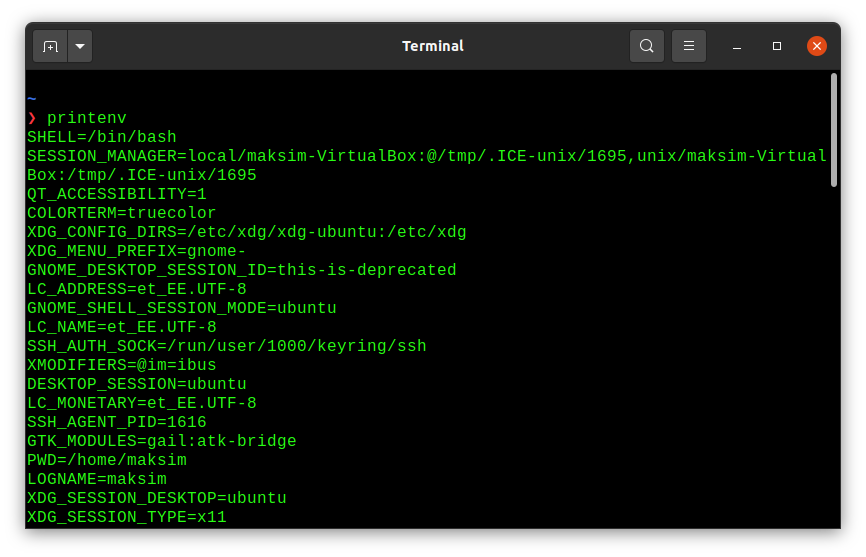 Terminal
~
❯ printenv
SHELL=/bin/bash
SESSION_MANAGER=local/maksim-VirtualBox:@/tmp/.ICE-unix/1695,unix/maksim-Virtual
Box:/tmp/.ICE-unix/1695
QT_ACCESSIBILITY=1
COLORTERM=truecolor
XDG_CONFIG_DIRS=/etc/xdg/xdg-ubuntu:/etc/xdg
XDG_MENU_PREFIX=gnome-
GNOME_DESKTOP_SESSION_ID=this-is-deprecated
LC_ADDRESS=et_EE.UTF-8
GNOME_SHELL_SESSION_MODE=ubuntu
LC_NAME=et_EE.UTF-8
SSH_AUTH_SOCK=/run/user/1000/keyring/ssh
XMODIFIERS=@im=ibus
DESKTOP_SESSION=ubuntu
LC_MONETARY=et_EE.UTF-8
SSH_AGENT_PID=1616
GTK_MODULES=gail:atk-bridge
PWD=/home/maksim
LOGNAME=maksim
XDG_SESSION_DESKTOP=ubuntu
XDG_SESSION_TYPE=x11